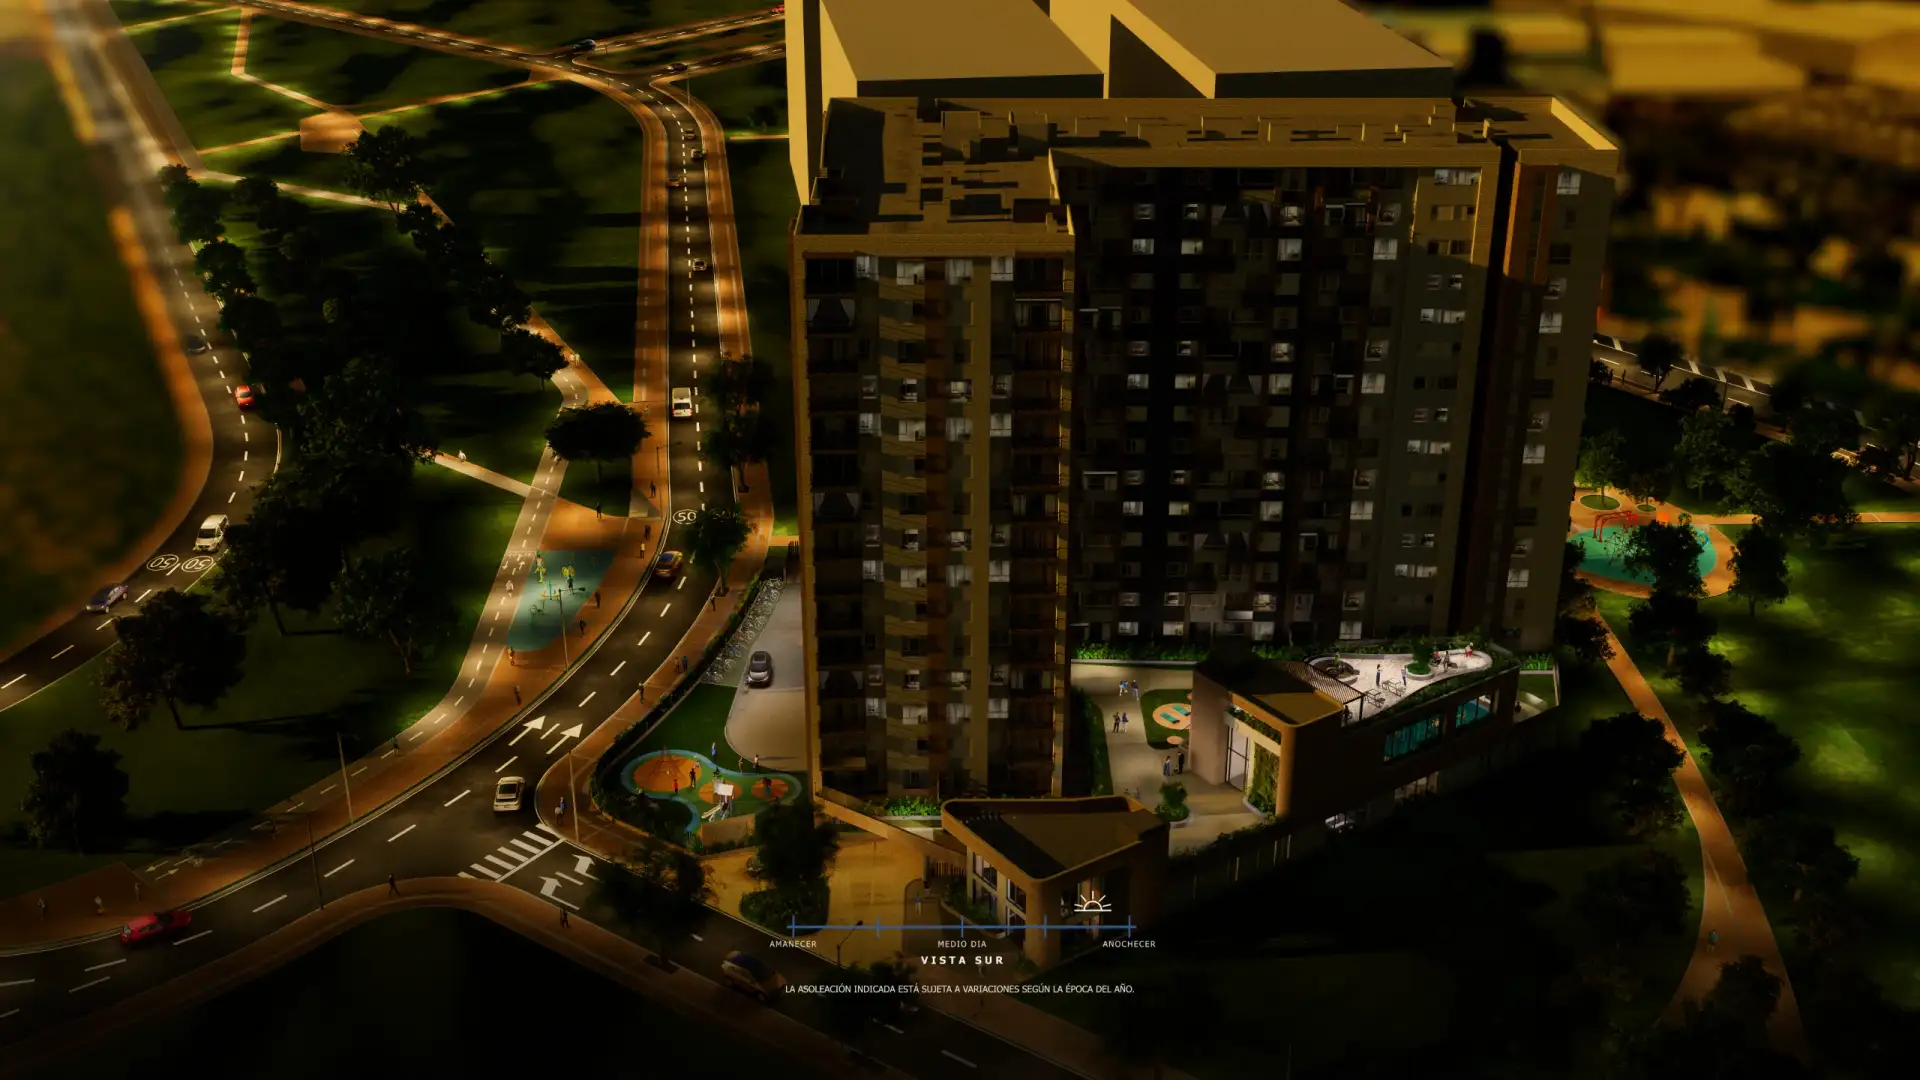 50
50/50
AMANECER
MEDIO DIA
ANOCHECER
VISTA SUR
LA ASOLEACIÓN INDICADA ESTÁ SUJETA A VARIACIONES SEGÚN LA ÉPOCA DEL AÑO.